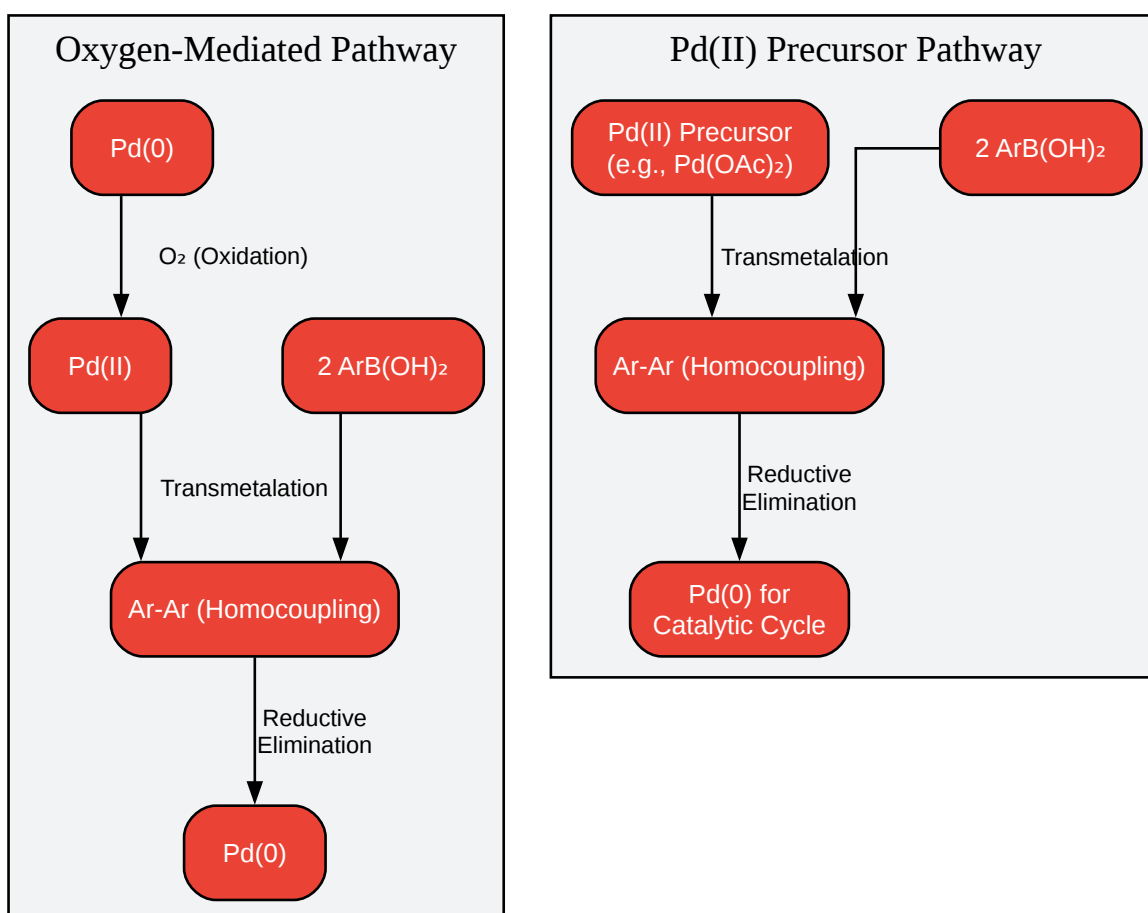 Oxygen-Mediated Pathway
Pd(0)
O₂ (Oxidation)
Pd(II)
2 ArB(OH)₂
Transmetalation
Ar-Ar (Homocoupling)
Reductive
Elimination
Pd(0)
Pd(II) Precursor Pathway
Pd(II) Precursor
(e.g., Pd(OAc)₂)
2 ArB(OH)₂
Transmetalation
Ar-Ar (Homocoupling)
Reductive
Elimination
Pd(0) for
Catalytic Cycle